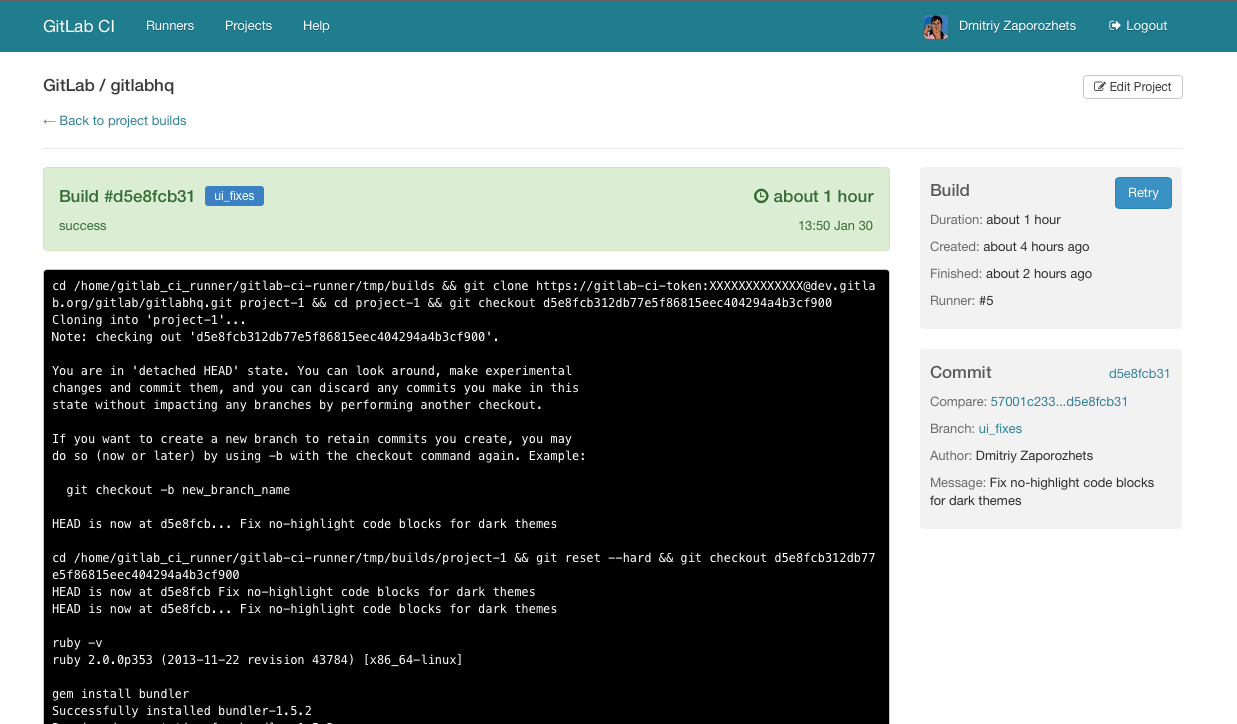 GitLab CI Runners Projects Help Dmitriy Zaporozhets Logout
GitLab / gitlabhq
Edit Project
← Back to project builds
Build #d5e8fcb31 ui_fixes
about 1 hour
success
13:50 Jan 30
cd /home/gitlab_ci_runner/gitlab-ci-runner/tmp/builds && git clone https://gitlab-ci-token:XXXXXXXXXXXXX@dev.gitla
b.org/gitlab/gitlabhq.git project-1 && cd project-1 && git checkout d5e8fcb312db77e5f86815eec404294a4b3cf900
Cloning into 'project-1'...
Note: checking out 'd5e8fcb312db77e5f86815eec404294a4b3cf900'.
You are in 'detached HEAD' state. You can look around, make experimental
changes and commit them, and you can discard any commits you make in this
state without impacting any branches by performing another checkout.
If you want to create a new branch to retain commits you create, you may
do so (now or later) by using -b with the checkout command again. Example:
git checkout -b new_branch_name
HEAD is now at d5e8fcb... Fix no-highlight code blocks for dark themes
cd /home/gitlab_ci_runner/gitlab-ci-runner/tmp/builds/project-1 && git reset --hard && git checkout d5e8fcb312db77
e5f86815eec404294a4b3cf900
HEAD is now at d5e8fcb Fix no-highlight code blocks for dark themes
HEAD is now at d5e8fcb... Fix no-highlight code blocks for dark themes
ruby -v
ruby 2.0.0p353 (2013-11-22 revision 43784) [x86_64-linux]
gem install bundler
Successfully installed bundler-1.5.2
Build
Retry
Duration: about 1 hour
Created: about 4 hours ago
Finished: about 2 hours ago
Runner: #5
Commit d5e8fcb31
Compare: 57001c233...d5e8fcb31
Branch: ui_fixes
Author: Dmitriy Zaporozhets
Message: Fix no-highlight code blocks
for dark themes